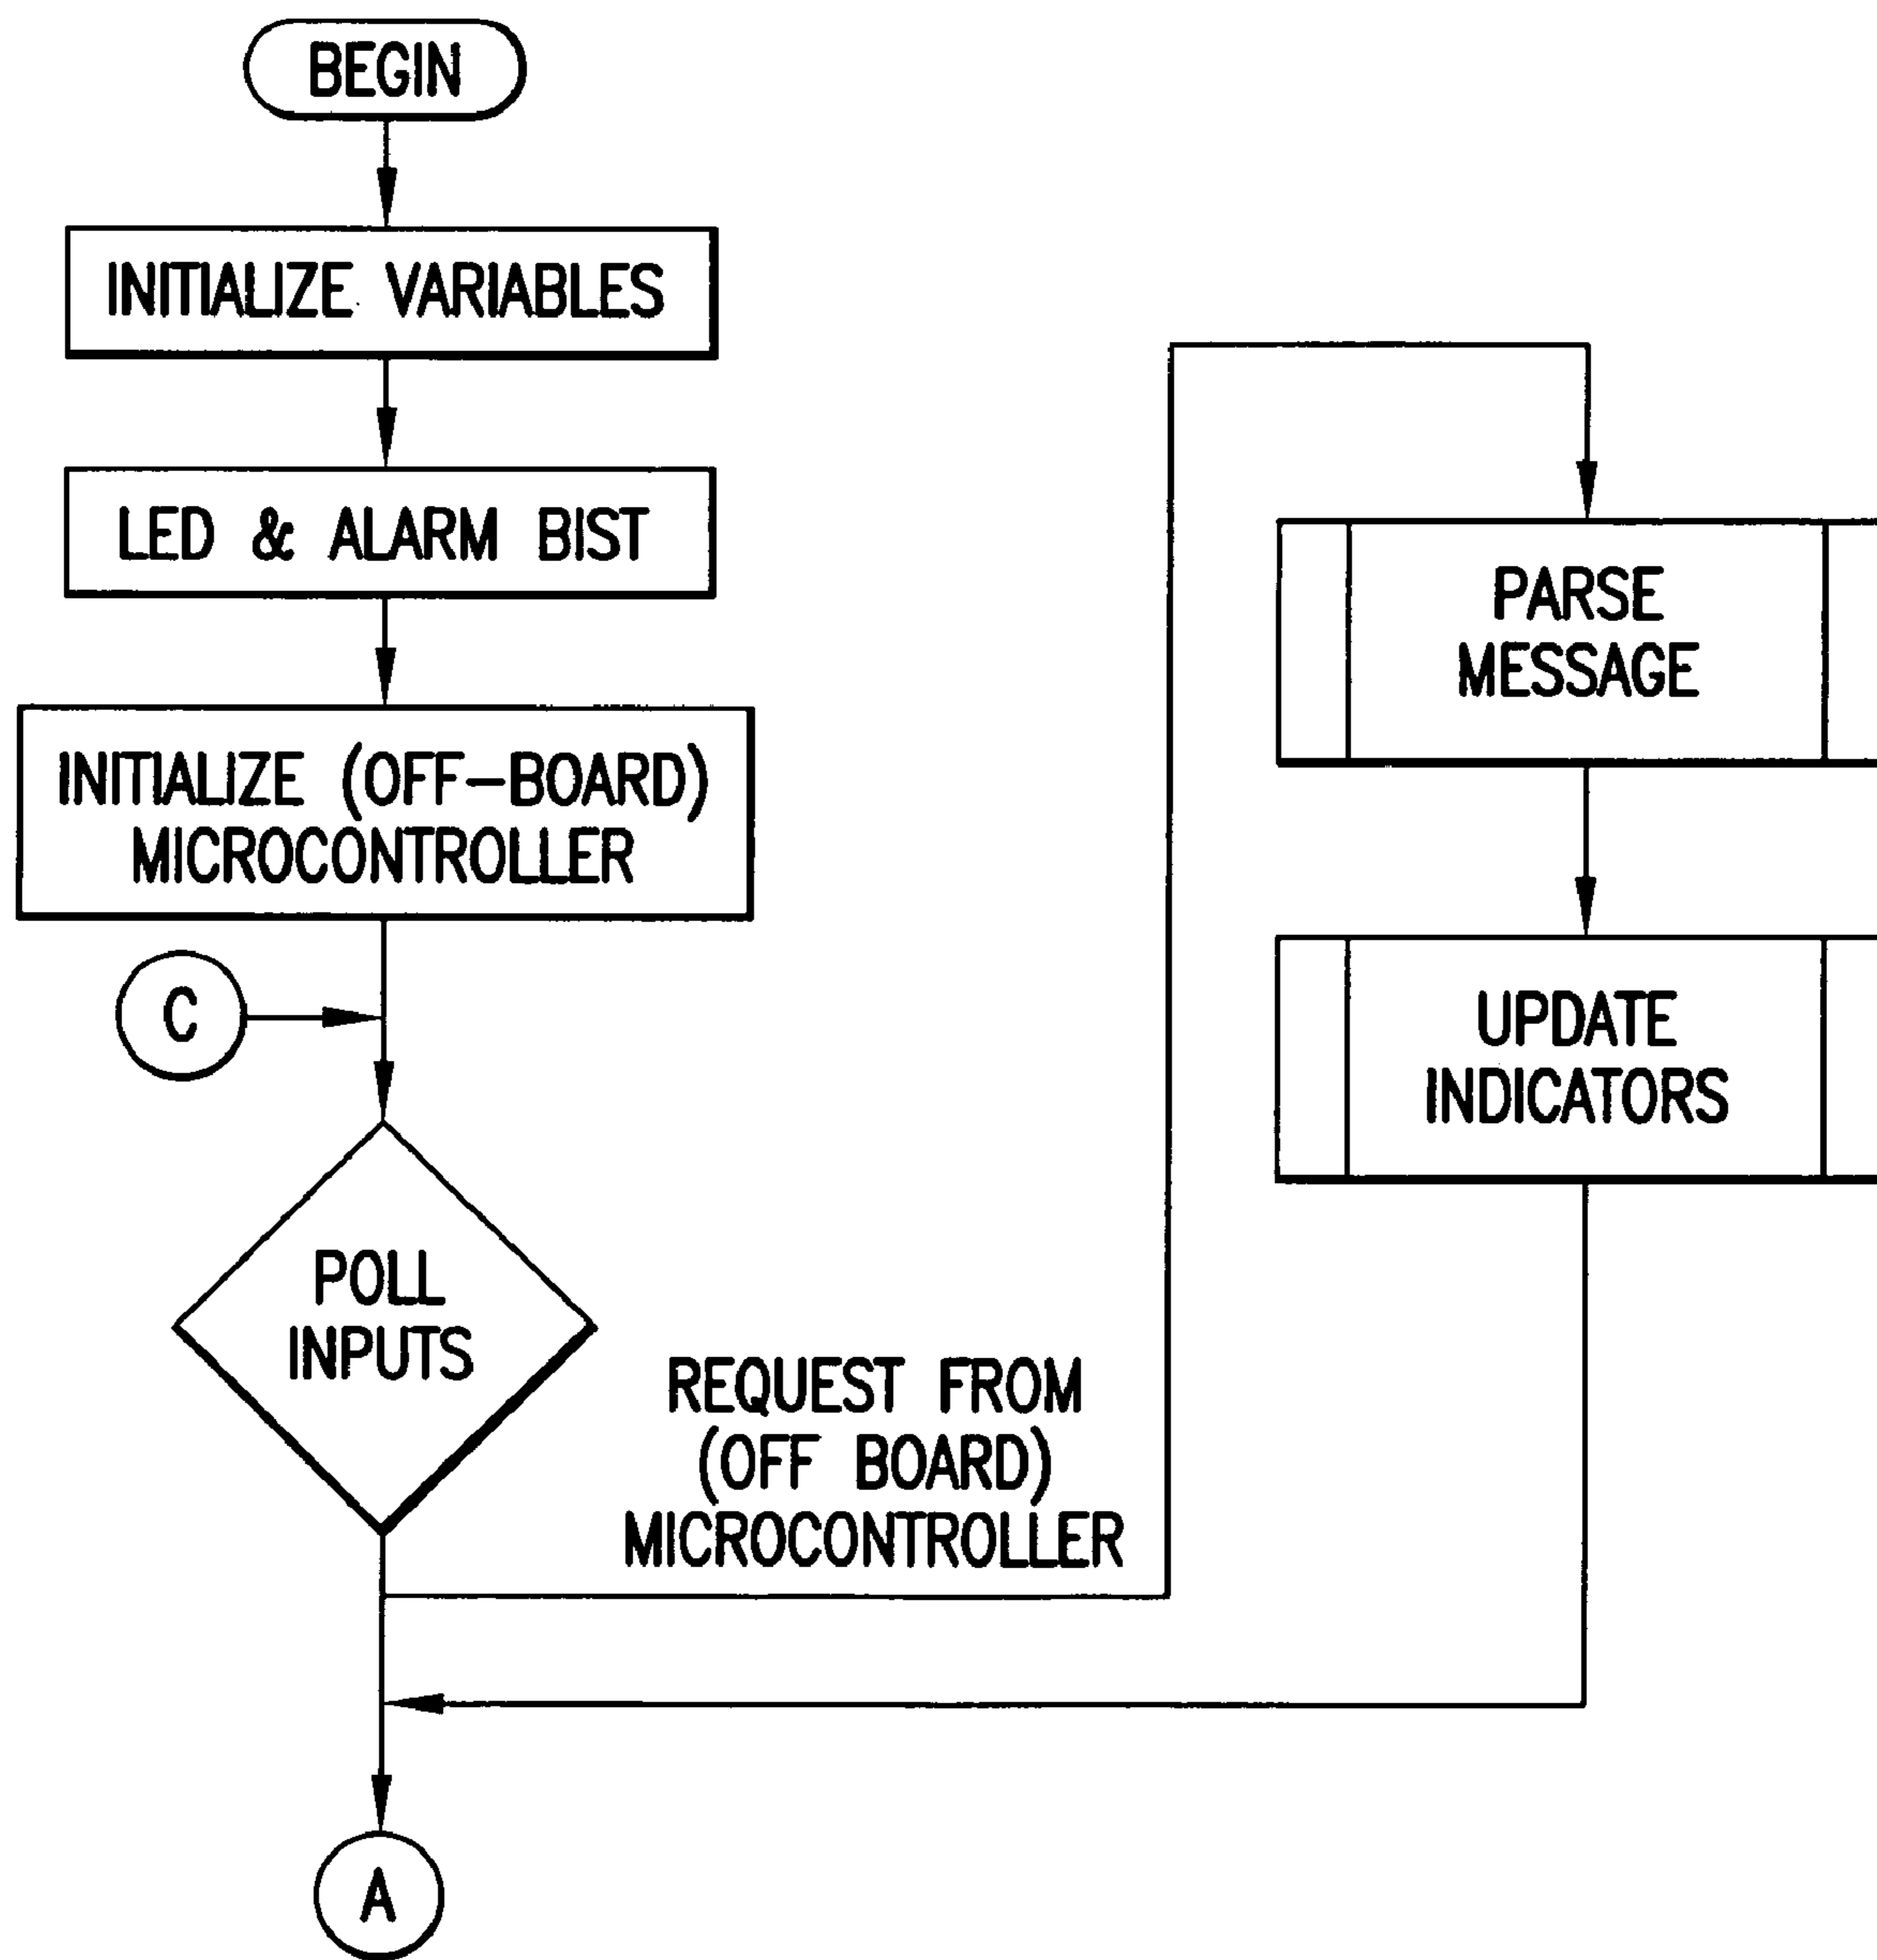 BEGIN
INITIALIZE VARIABLES
LED & ALARM BIST
INITIALIZE (OFF-BOARD)
MICROCONTROLLER
C
POLL
INPUTS
REQUEST FROM
(OFF BOARD)
MICROCONTROLLER
PARSE
MESSAGE
UPDATE
INDICATORS
A